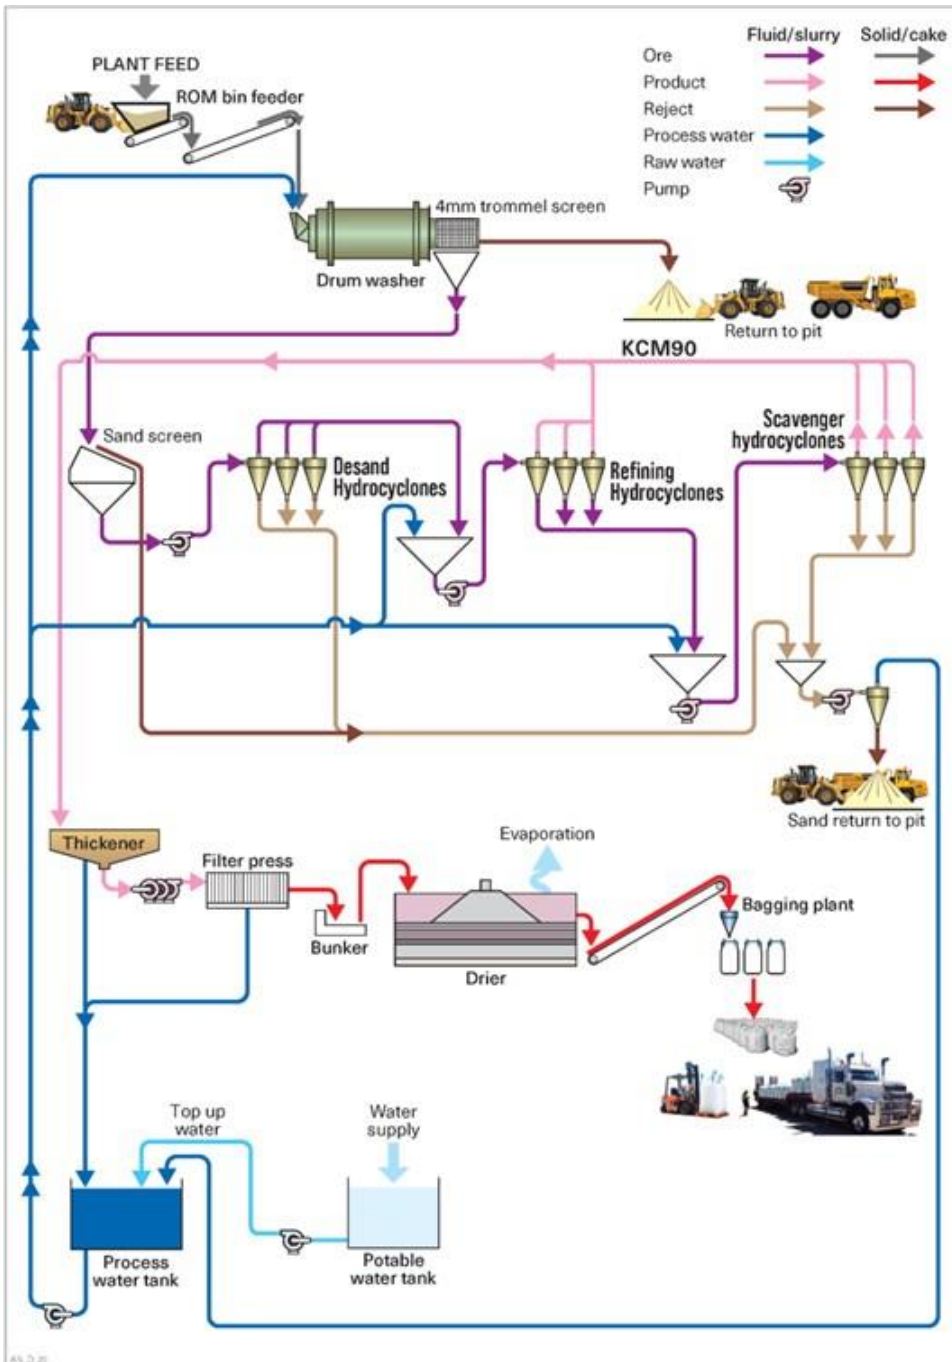 Fluid/slurry
Solid/cake
Ore
Product
Reject
Process water
Raw water
Pump
PLANT FEED
ROM bin feeder
4mm trommel screen
Drum washer
Return to pit
KCM90
Sand screen
Desand
Hydrocyclones
Refining
Hydrocyclones
Scavenger
hydrocyclones
Sand return to pit
Thickener
Filter press
Bunker
Evaporation
Drier
Bagging plant
Top up
water
Water
supply
Process
water tank
Potable
water tank